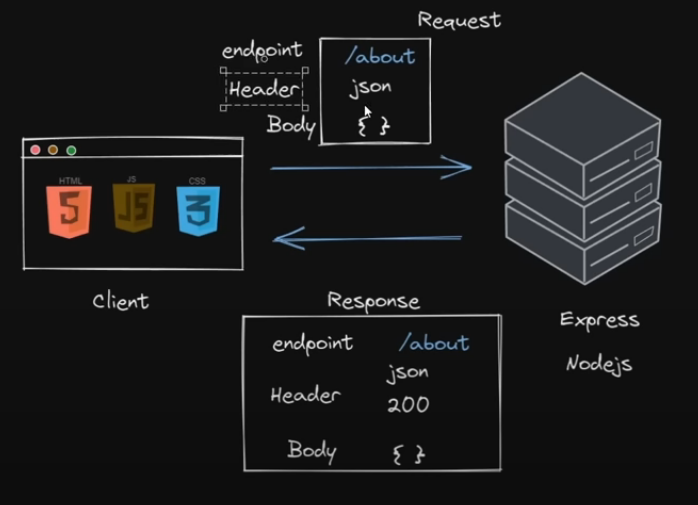 Request
endpoint /about
Header json
Body { }
HTML JS CSS
5 JS 3
Client
Response
endpoint /about
json
Header
200
Body { }
Express
Nodejs